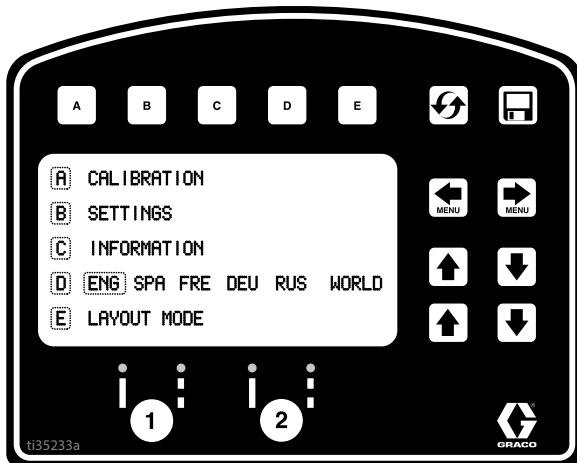 A B C D E
A CALIBRATION
B SETTINGS
C INFORMATION
D ENG SPA FRE DEU RUS WORLD
E LAYOUT MODE
MENU MENU
1 2
ti35233a
G
GRACO